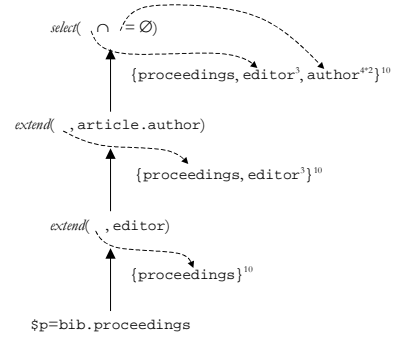 select( ∩ = Ø)
{proceedings, editor³, author⁴*²}¹⁰
extend( , article.author)
{proceedings, editor³}¹⁰
extend( , editor)
{proceedings}¹⁰
$p=bib.proceedings